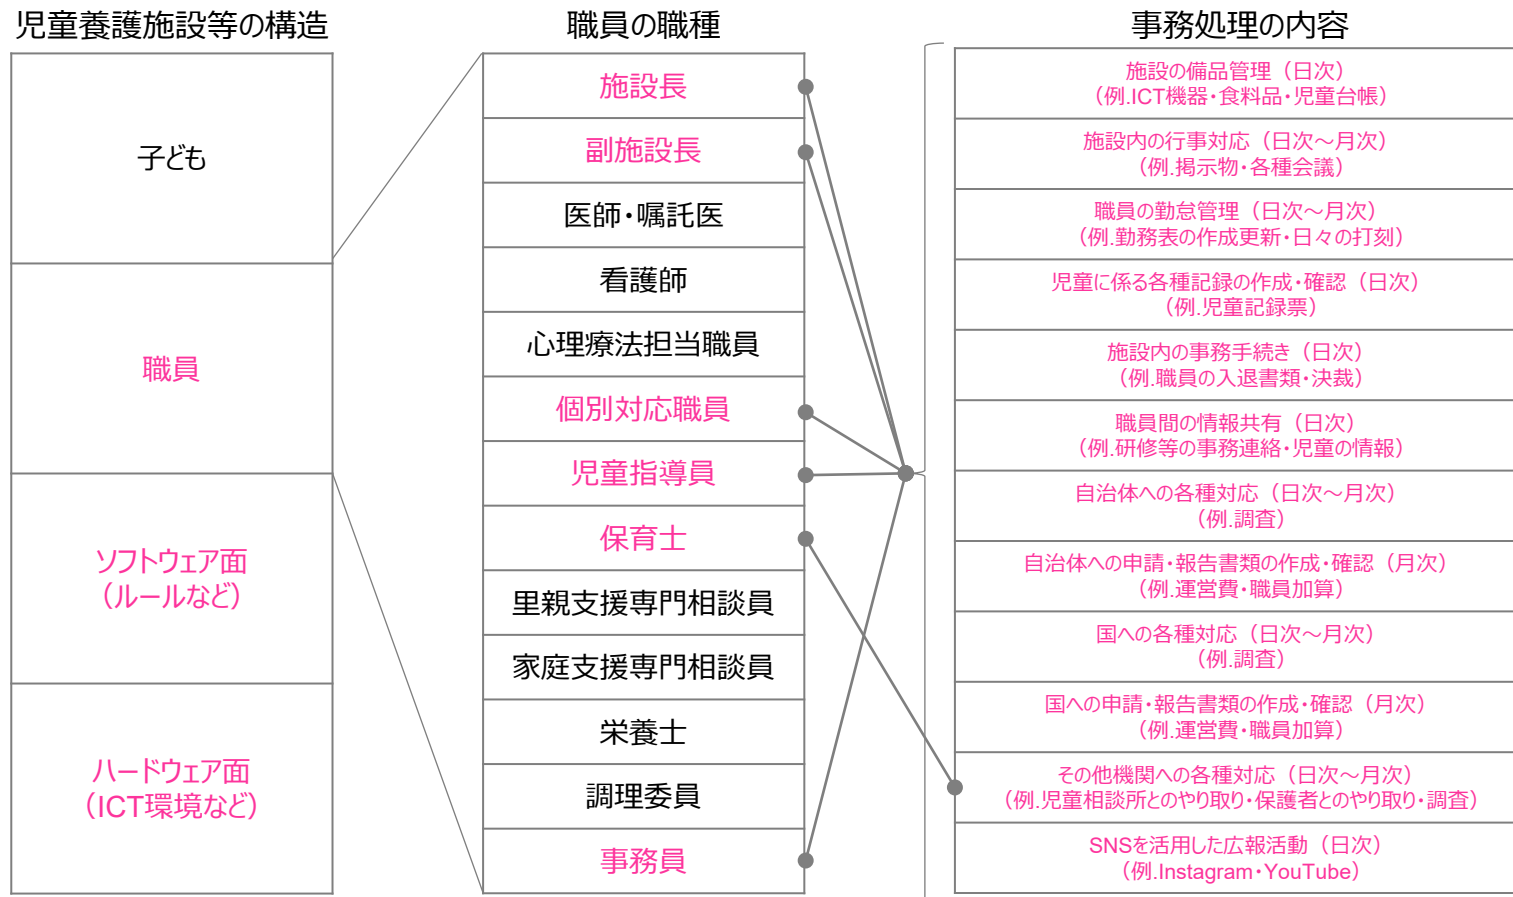 児童養護施設等の構造
子ども
職員
ソフトウェア面
（ルールなど）
ハードウェア面
（ICT環境など）
職員の職種
施設長
副施設長
医師・嘱託医
看護師
心理療法担当職員
個別対応職員
児童指導員
保育士
里親支援専門相談員
家庭支援専門相談員
栄養士
調理委員
事務員
事務処理の内容
施設の備品管理（日次）
（例.ICT機器・食料品・児童台帳）
施設内の行事対応（日次～月次）
（例.掲示物・各種会議）
職員の勤怠管理（日次～月次）
（例.勤務表の作成更新・日々の打刻）
児童に係る各種記録の作成・確認（日次）
（例.児童記録票）
施設内の事務手続き（日次）
（例.職員の入退書類・決裁）
職員間の情報共有（日次）
（例.研修等の事務連絡・児童の情報）
自治体への各種対応（日次～月次）
（例.調査）
自治体への申請・報告書類の作成・確認（月次）
（例.運営費・職員加算）
国への各種対応（日次～月次）
（例.調査）
国への申請・報告書類の作成・確認（月次）
（例.運営費・職員加算）
その他機関への各種対応（日次～月次）
（例.児童相談所とのやり取り・保護者とのやり取り・調査）
SNSを活用した広報活動（日次）
（例.Instagram・YouTube）